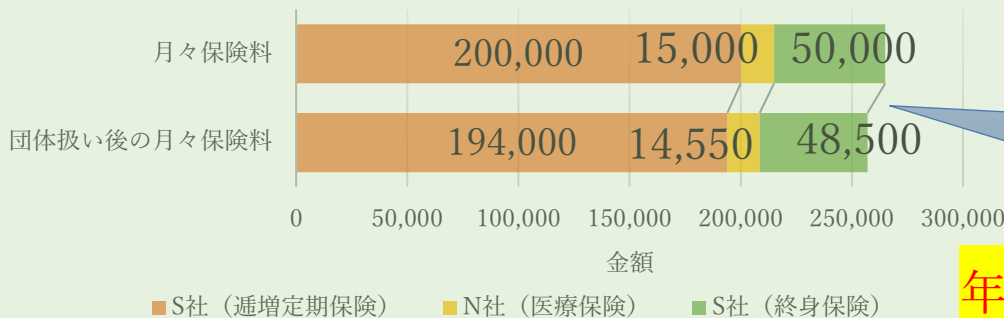 月々保険料
200,000 15,000 50,000
団体扱い後の月々保険料
194,000 14,550 48,500
0 50,000 100,000 150,000 200,000 250,000 300,000
金額
S社（逓増定期保険） N社（医療保険） S社（終身保険）
年